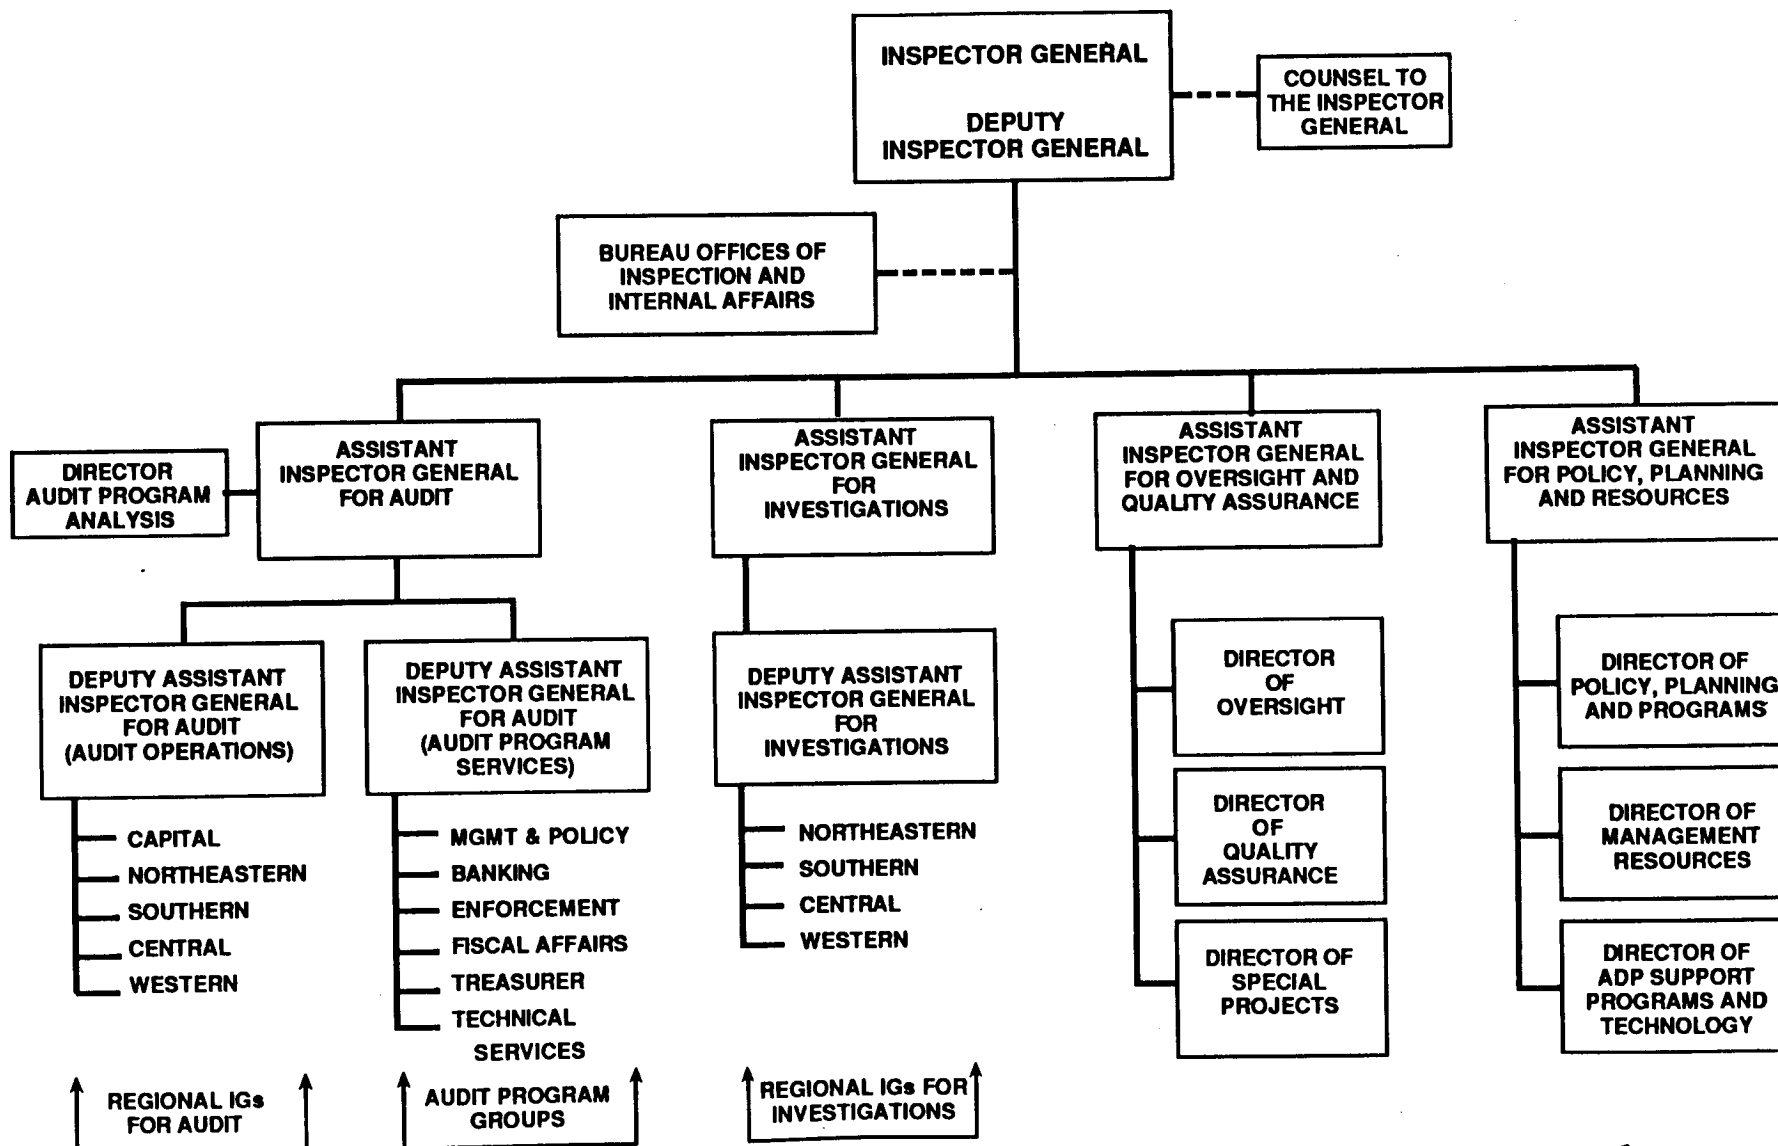 INSPECTOR GENERAL
DEPUTY
INSPECTOR GENERAL
COUNSEL TO
THE INSPECTOR
GENERAL
BUREAU OFFICES OF
INSPECTION AND
INTERNAL AFFAIRS
DIRECTOR
AUDIT PROGRAM
ANALYSIS
ASSISTANT
INSPECTOR GENERAL
FOR AUDIT
ASSISTANT
INSPECTOR GENERAL
FOR
INVESTIGATIONS
ASSISTANT
INSPECTOR GENERAL
FOR OVERSIGHT AND
QUALITY ASSURANCE
ASSISTANT
INSPECTOR GENERAL
FOR POLICY, PLANNING
AND RESOURCES
DEPUTY ASSISTANT
INSPECTOR GENERAL
FOR AUDIT
(AUDIT OPERATIONS)
CAPITAL
NORTHEASTERN
SOUTHERN
CENTRAL
WESTERN
REGIONAL IGs
FOR AUDIT
DEPUTY ASSISTANT
INSPECTOR GENERAL
FOR AUDIT
(AUDIT PROGRAM
SERVICES)
MGMT & POLICY
BANKING
ENFORCEMENT
FISCAL AFFAIRS
TREASURER
TECHNICAL
SERVICES
AUDIT PROGRAM
GROUPS
DEPUTY ASSISTANT
INSPECTOR GENERAL
FOR
INVESTIGATIONS
NORTHEASTERN
SOUTHERN
CENTRAL
WESTERN
REGIONAL IGs FOR
INVESTIGATIONS
DIRECTOR
OF
OVERSIGHT
DIRECTOR
OF
QUALITY
ASSURANCE
DIRECTOR OF
SPECIAL
PROJECTS
DIRECTOR OF
POLICY, PLANNING
AND PROGRAMS
DIRECTOR OF
MANAGEMENT
RESOURCES
DIRECTOR OF
ADP SUPPORT
PROGRAMS AND
TECHNOLOGY